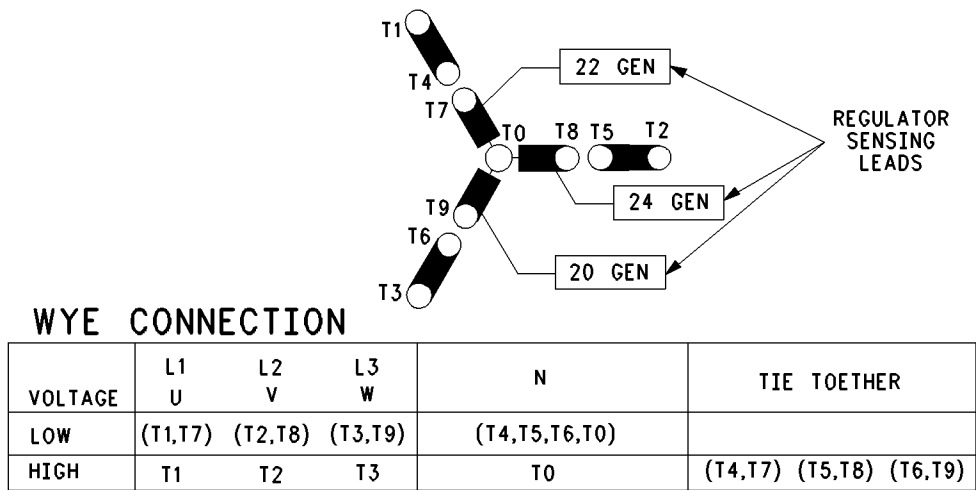 T1
T4
T7
22 GEN
T0
T8 T5 T2
REGULATOR
SENSING
LEADS
24 GEN
T9
T6
20 GEN
T3
WYE CONNECTION
VOLTAGE L1 U L2 V L3 W N TIE TOETHER
LOW (T1,T7) (T2,T8) (T3,T9) (T4,T5,T6,T0)
HIGH T1 T2 T3 T0 (T4,T7) (T5,T8) (T6,T9)